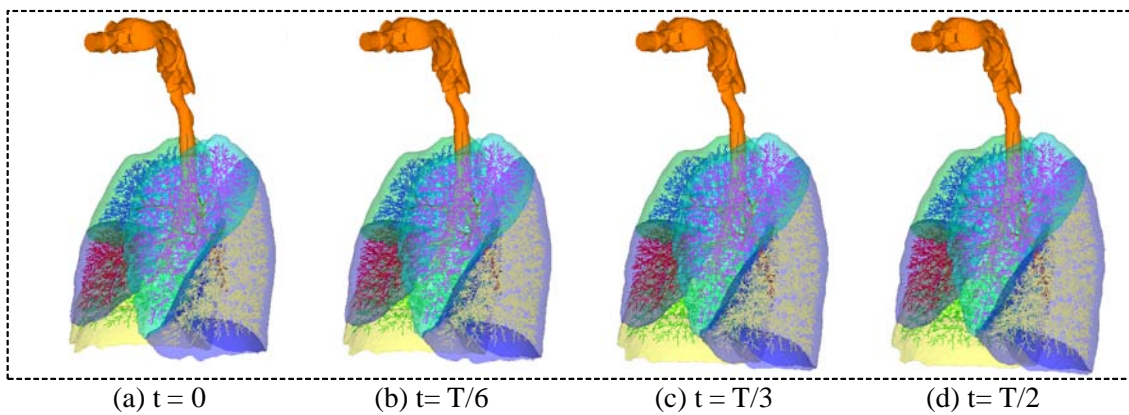 (a) t = 0 (b) t= T/6 (c) t= T/3 (d) t= T/2